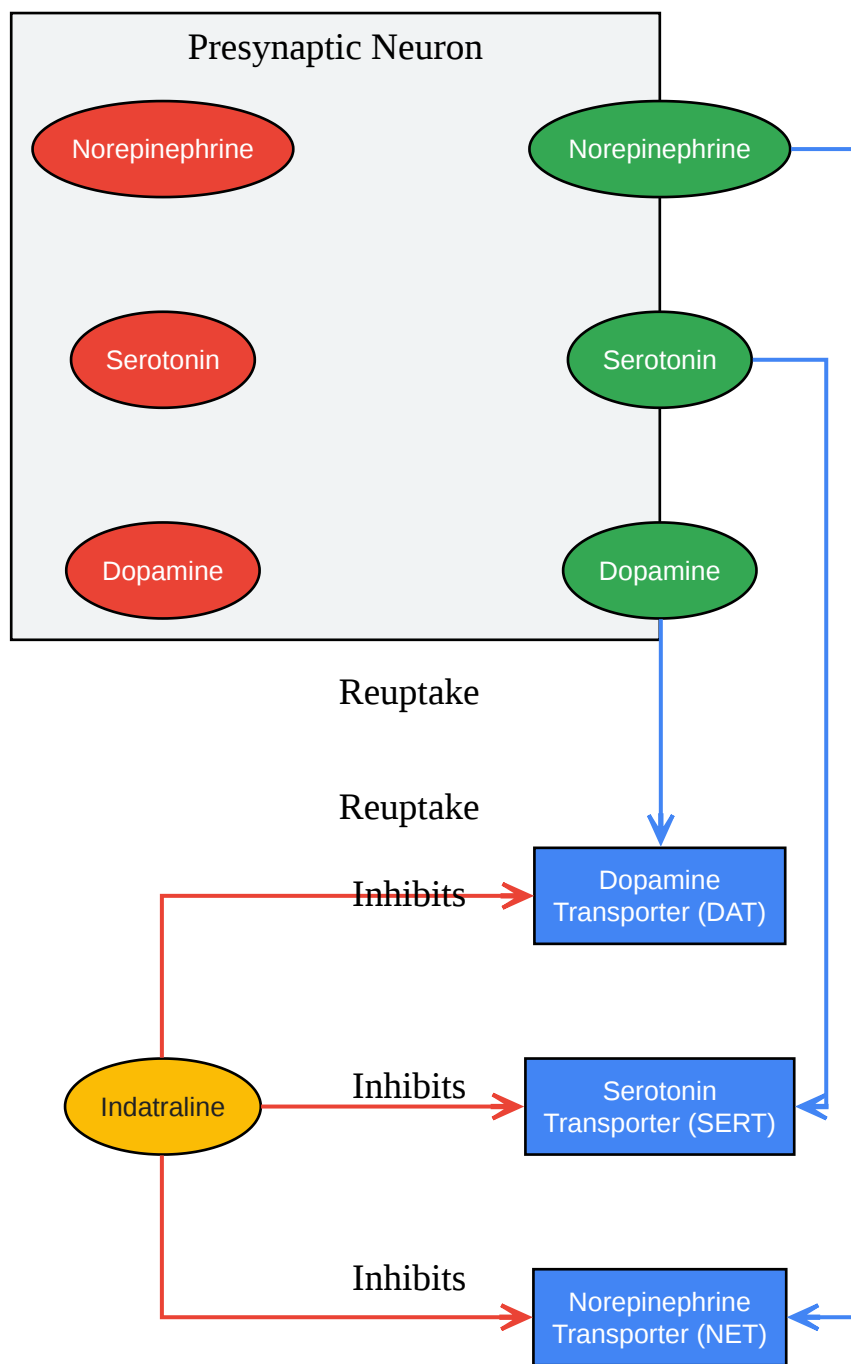 Presynaptic Neuron
Norepinephrine
Norepinephrine
Serotonin
Serotonin
Dopamine
Dopamine
Reuptake
Reuptake
Inhibits
Dopamine
Transporter (DAT)
Indatraline
Inhibits
Serotonin
Transporter (SERT)
Inhibits
Norepinephrine
Transporter (NET)